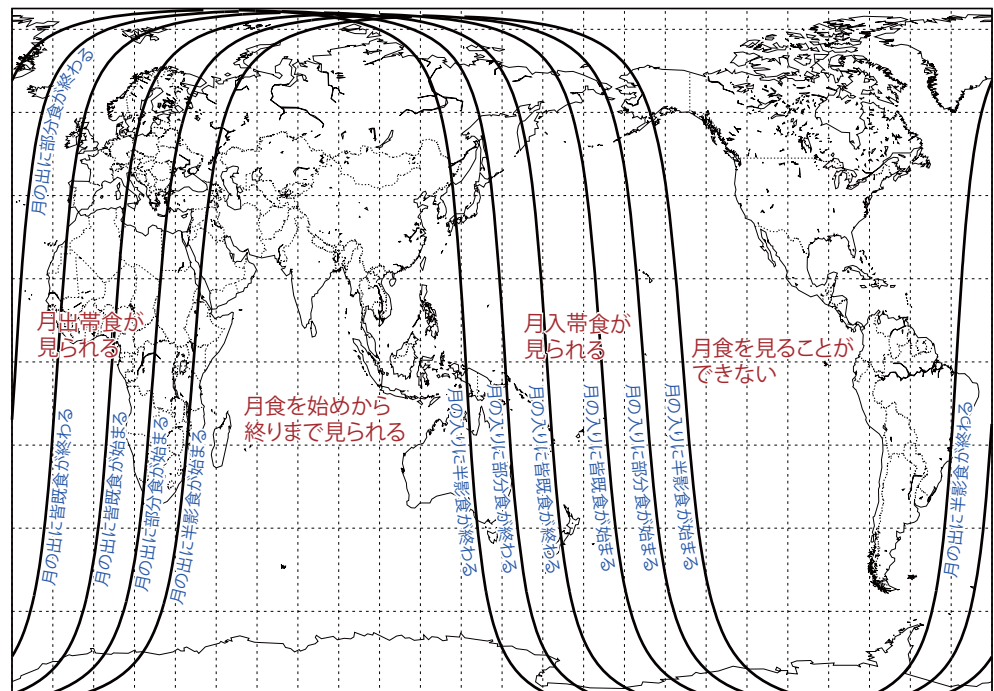 月の出に部分食が終わる
月出帯食が
見られる
月入帯食が
見られる
月食を見ることが
できない
月食を始めから
終りまで見られる
月の出に皆既食が終わる
月の出に皆既食が始まる
月の出に部分食が始まる
月の出に半影食が始まる
月の入りに半影食が終わる
月の入りに部分食が終わる
月の入りに皆既食が終わる
月の入りに皆既食が始まる
月の入りに部分食が始まる
月の入りに半影食が始まる
月の出に半影食が終わる